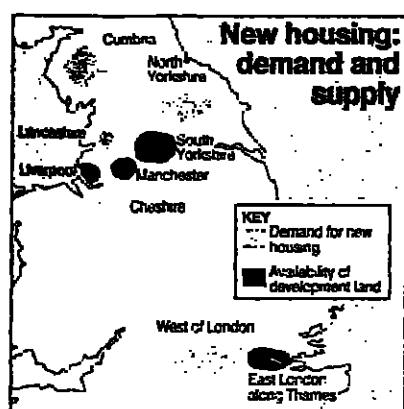 New housing:
demand and
supply
Cumbria
North
Yorkshire
Lancashire
South
Yorkshire
Liverpool
Manchester
Cheshire
KEY
Demand for new
housing
Availability of
development land
West of London
East London
along Thames